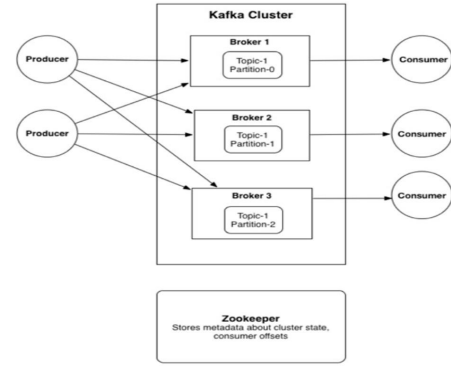 Kafka Cluster
Producer
Broker 1
Topic-1
Partition-0
Consumer
Producer
Broker 2
Topic-1
Partition-1
Consumer
Broker 3
Topic-1
Partition-2
Consumer
Zookeeper
Stores metadata about cluster state,
consumer offsets